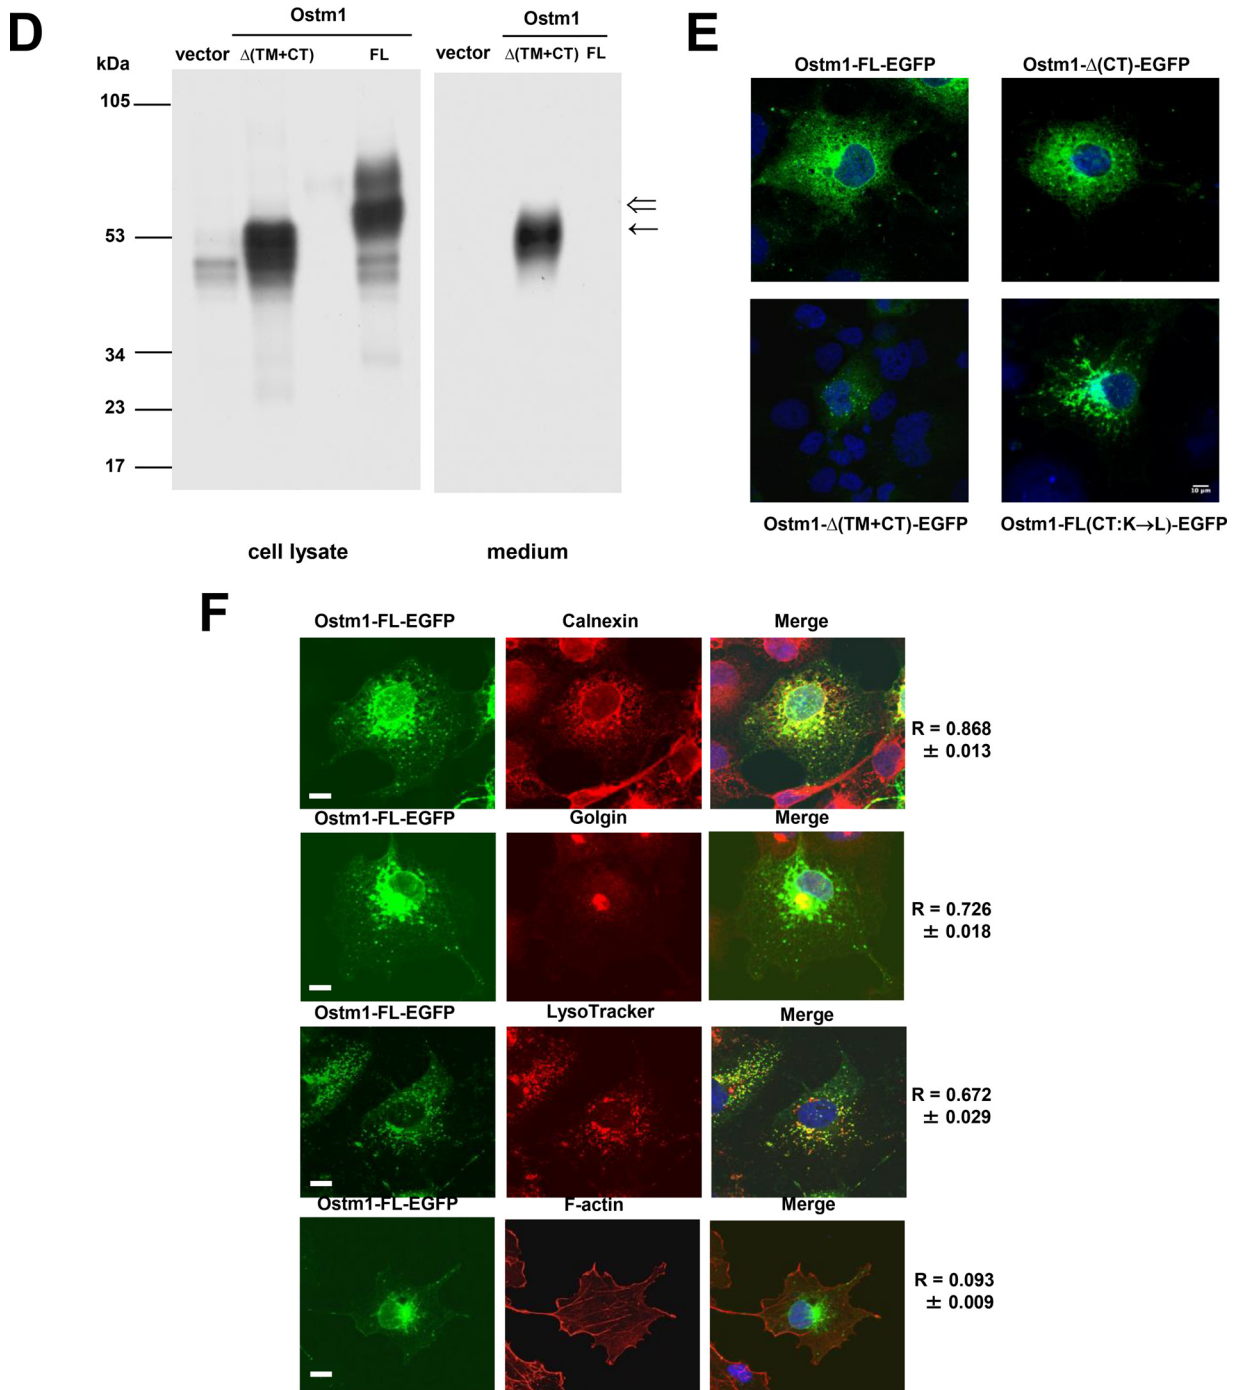 D
Ostm1
vector Δ(TM+CT) FL
kDa
105
53
34
23
17
cell lysate
Ostm1
vector Δ(TM+CT) FL
medium
E
Ostm1-FL-EGFP
Ostm1-Δ(CT)-EGFP
10 μm
Ostm1-Δ(TM+CT)-EGFP
Ostm1-FL(CT:K→L)-EGFP
F
Ostm1-FL-EGFP Calnexin Merge
R = 0.868
± 0.013
Ostm1-FL-EGFP Golgin Merge
R = 0.726
± 0.018
Ostm1-FL-EGFP LysoTracker Merge
R = 0.672
± 0.029
Ostm1-FL-EGFP F-actin Merge
R = 0.093
± 0.009